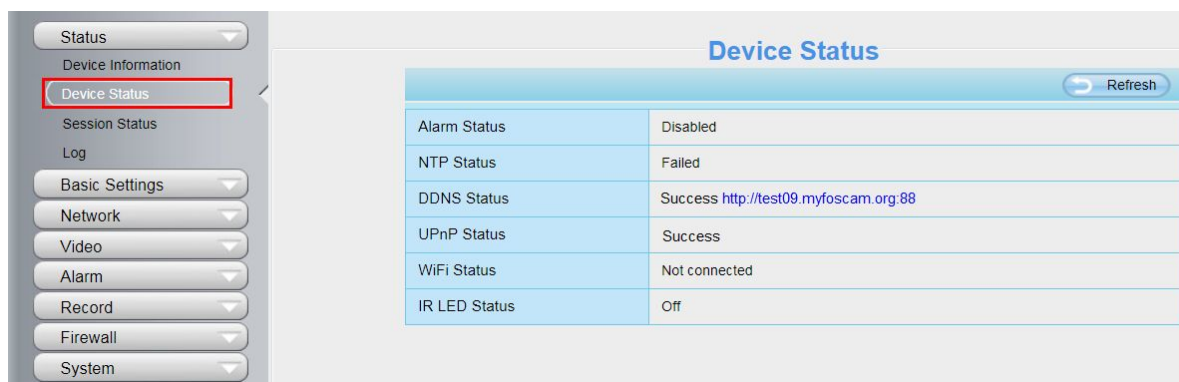 Status
Device Information
Device Status
Session Status
Log
Basic Settings
Network
Video
Alarm
Record
Firewall
System
Device Status
Refresh
Alarm Status Disabled
NTP Status Failed
DDNS Status Success http://test09.myfoscam.org:88
UPnP Status Success
WiFi Status Not connected
IR LED Status Off